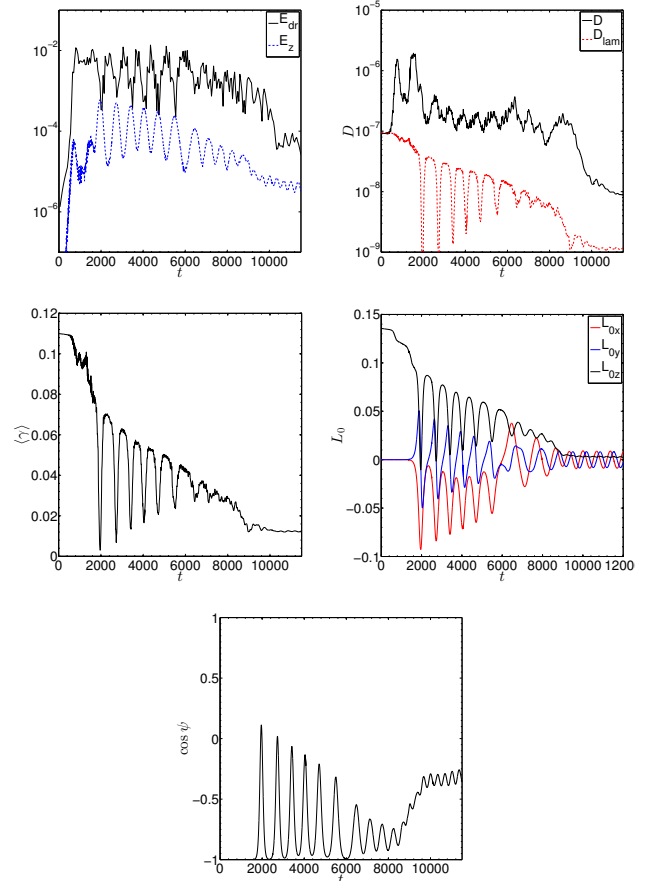 E_dr
E_z
10^-2
10^-4
10^-6
0 2000 4000 6000 8000 10000
t
D
D_lam
10^-5
10^-6
10^-7
10^-8
10^-9
D
0 2000 4000 6000 8000 10000
t
0.12
0.1
0.08
0.06
0.04
0.02
0
⟨γ⟩
0 2000 4000 6000 8000 10000
t
L_0x
L_0y
L_0z
0.15
0.1
0.05
0
−0.05
−0.1
L_0
0 2000 4000 6000 8000 10000 12000
t
1
0.5
0
−0.5
−1
cos ψ
0 2000 4000 6000 8000 10000
t